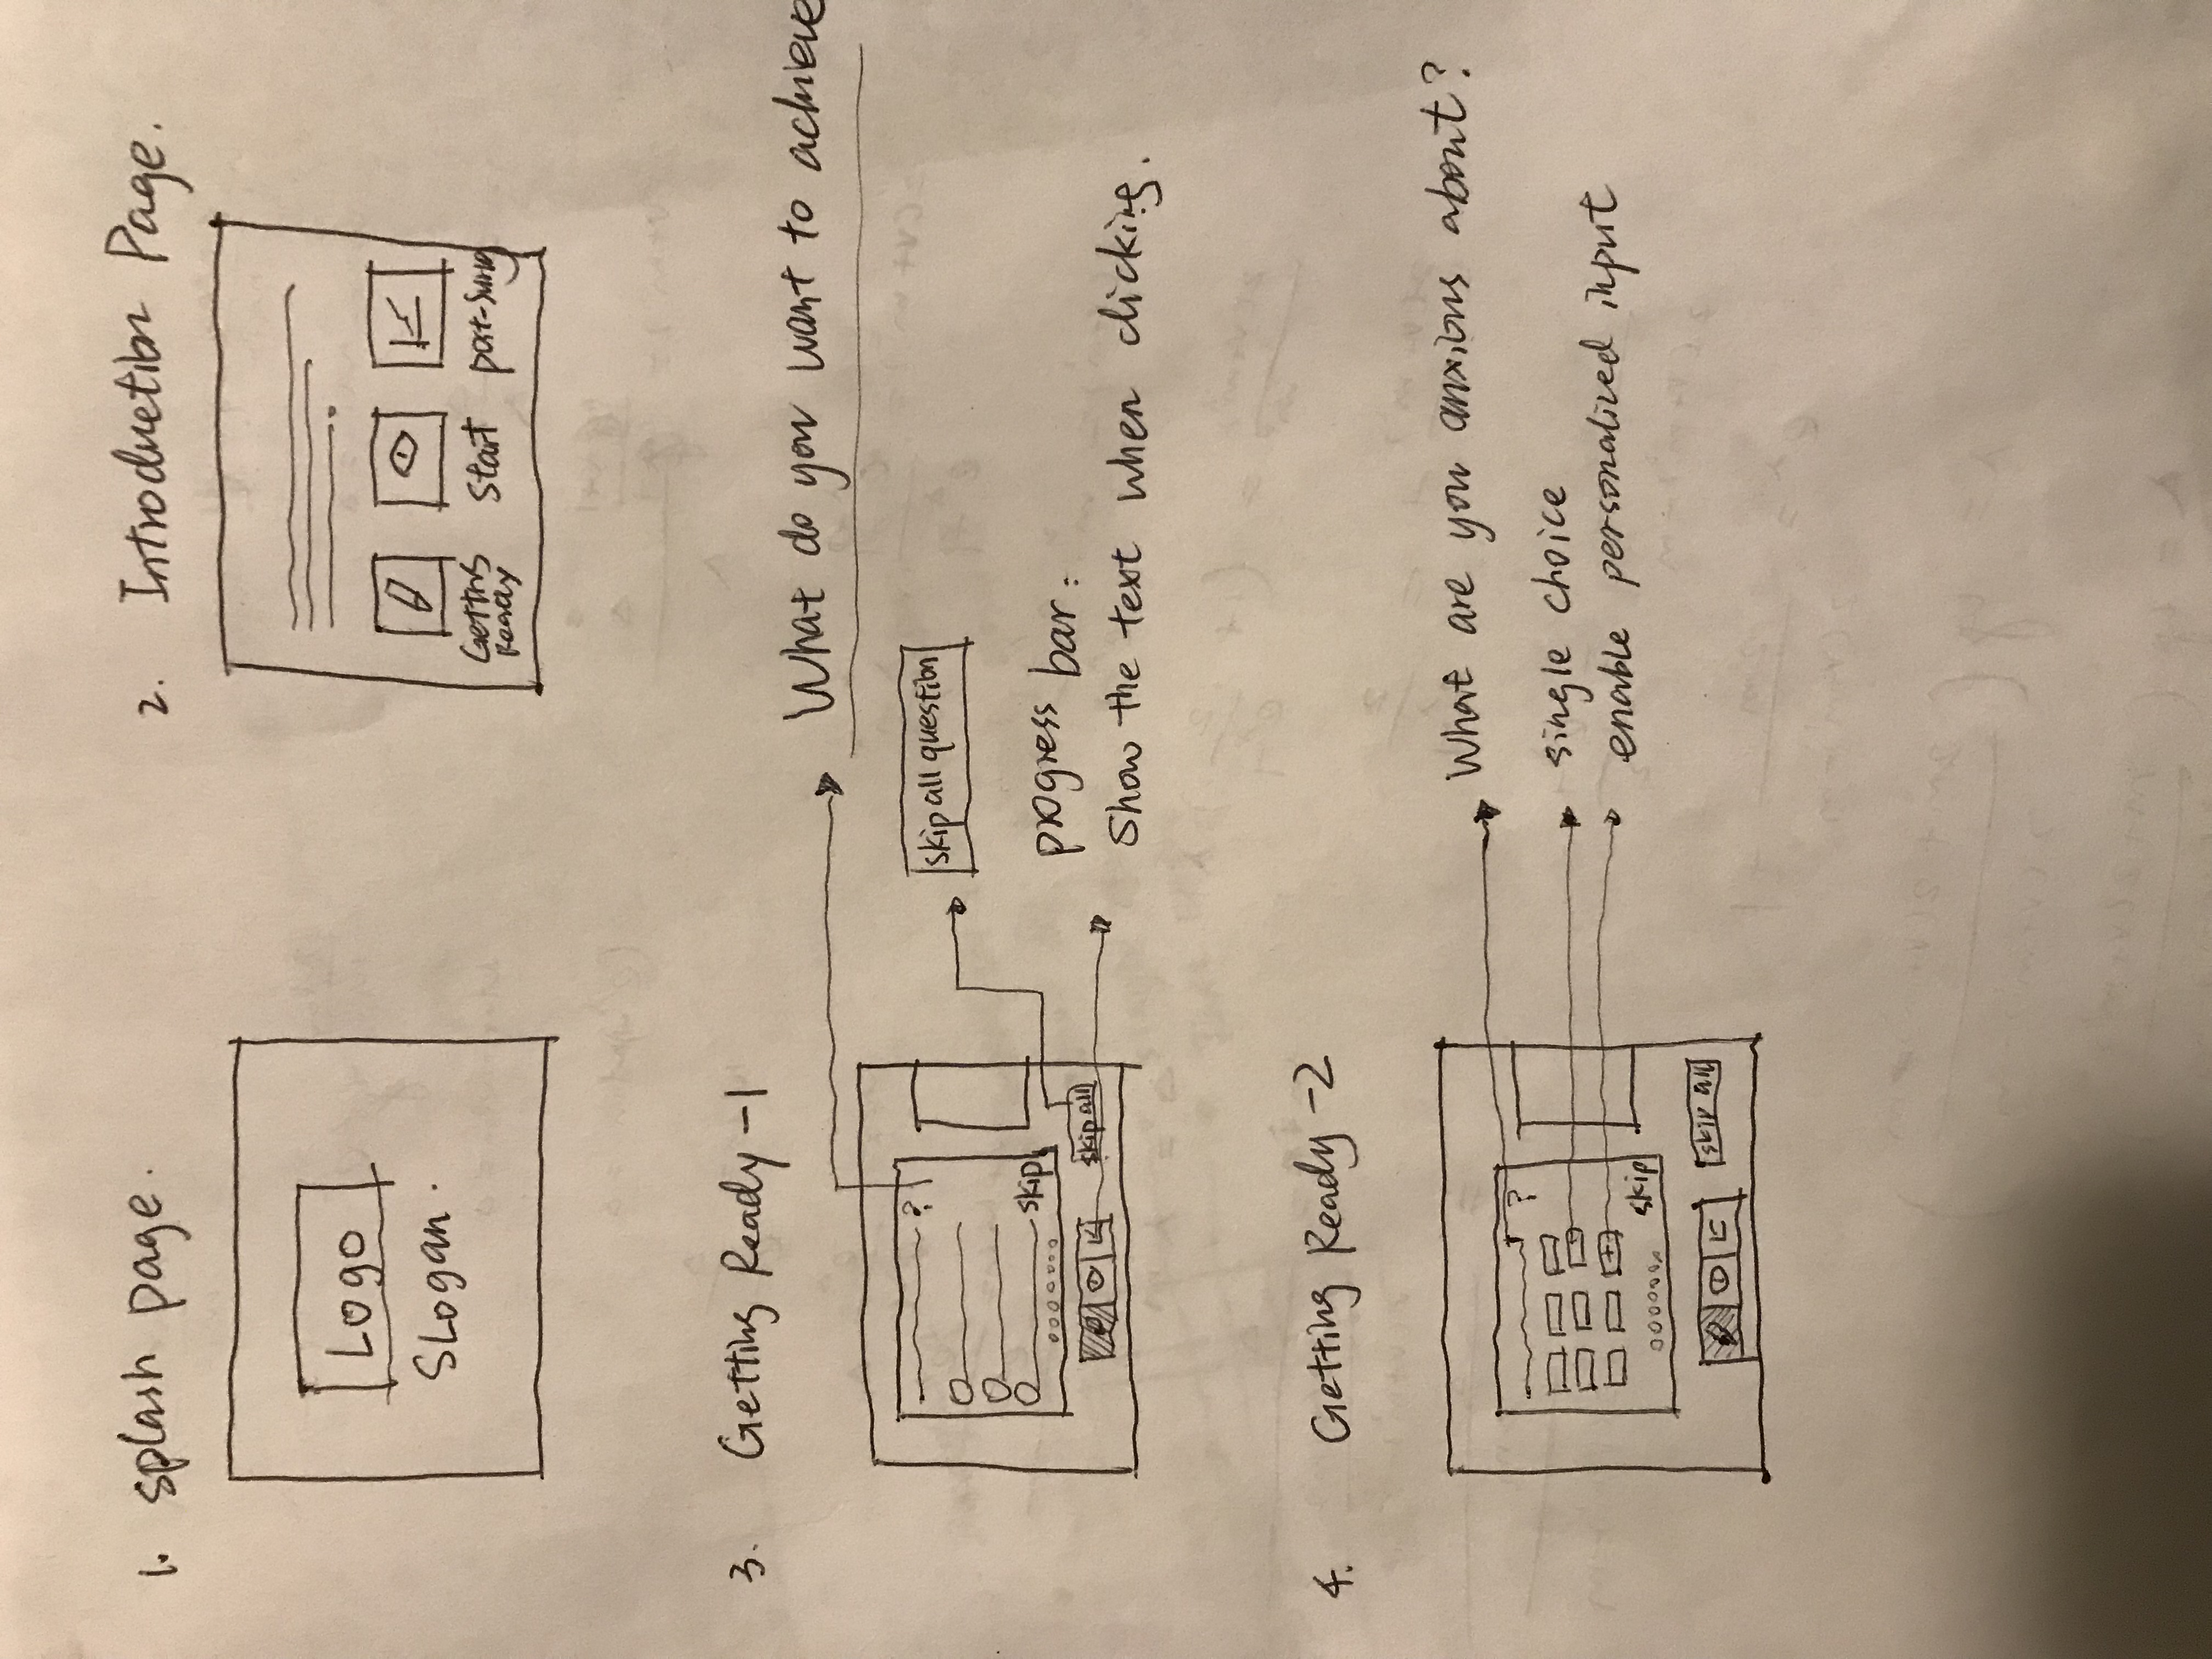 1. splash page.
Logo
SLogan.
2. Introduction Page.
Getting
Ready
Start
3. Getting Ready -1
What do you want to achieve
?
skip
skip all
skip all question
progress bar:
Show the text when clicking.
4. Getting Ready -2
What are you anxious about?
?
single choice
+
enable personalized input
skip
skip all